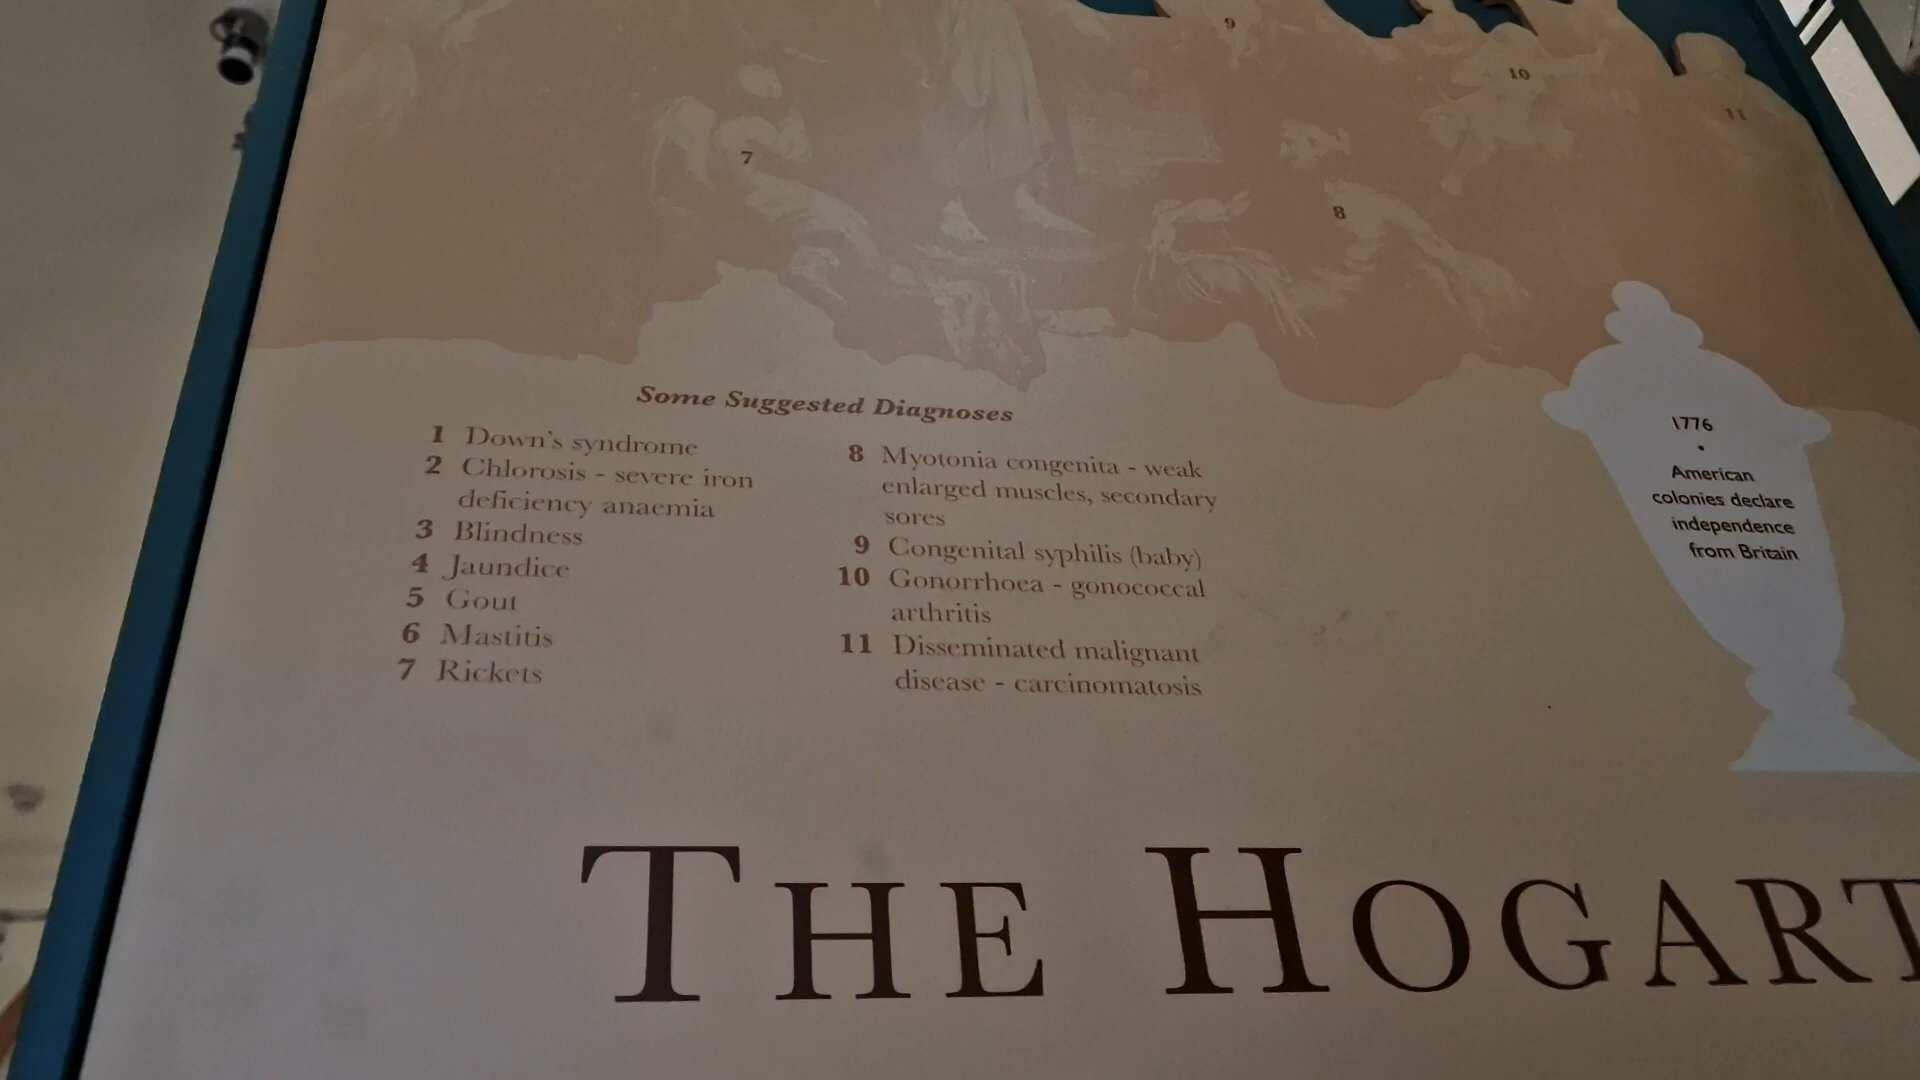 9
10
11
7
8
Some Suggested Diagnoses
1 Down's syndrome
2 Chlorosis - severe iron
deficiency anaemia
3 Blindness
4 Jaundice
5 Gout
6 Mastitis
7 Rickets
8 Myotonia congenita - weak
enlarged muscles, secondary
sores
9 Congenital syphilis (baby)
10 Gonorrhoea - gonococcal
arthritis
11 Disseminated malignant
disease - carcinomatosis
1776
•
American
colonies declare
independence
from Britain
THE HOGART